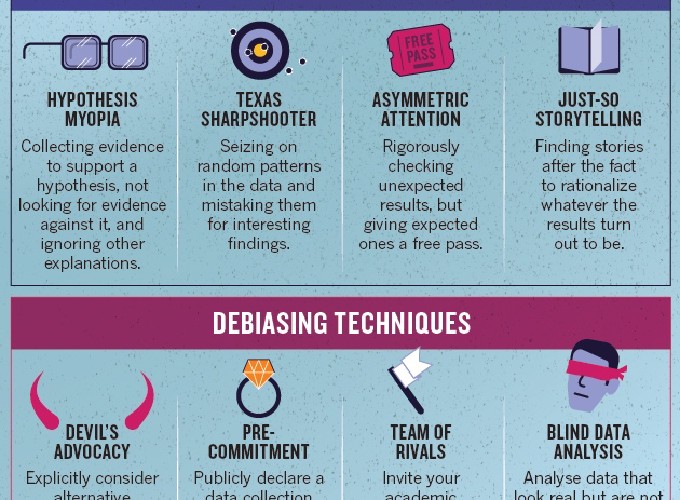 FREE
PASS
HYPOTHESIS
MYOPIA
Collecting evidence
to support a
hypothesis, not
looking for evidence
against it, and
ignoring other
explanations.
TEXAS
SHARPSHOOTER
Seizing on
random patterns
in the data and
mistaking them
for interesting
findings.
ASYMMETRIC
ATTENTION
Rigorously
checking
unexpected
results, but
giving expected
ones a free pass.
JUST-SO
STORYTELLING
Finding stories
after the fact
to rationalize
whatever the
results turn
out to be.
DEBIASING TECHNIQUES
DEVIL'S
ADVOCACY
Explicitly consider
alternative
PRE-
COMMITMENT
Publicly declare a
data collection
TEAM OF
RIVALS
Invite your
academic
BLIND DATA
ANALYSIS
Analyse data that
look real but are not